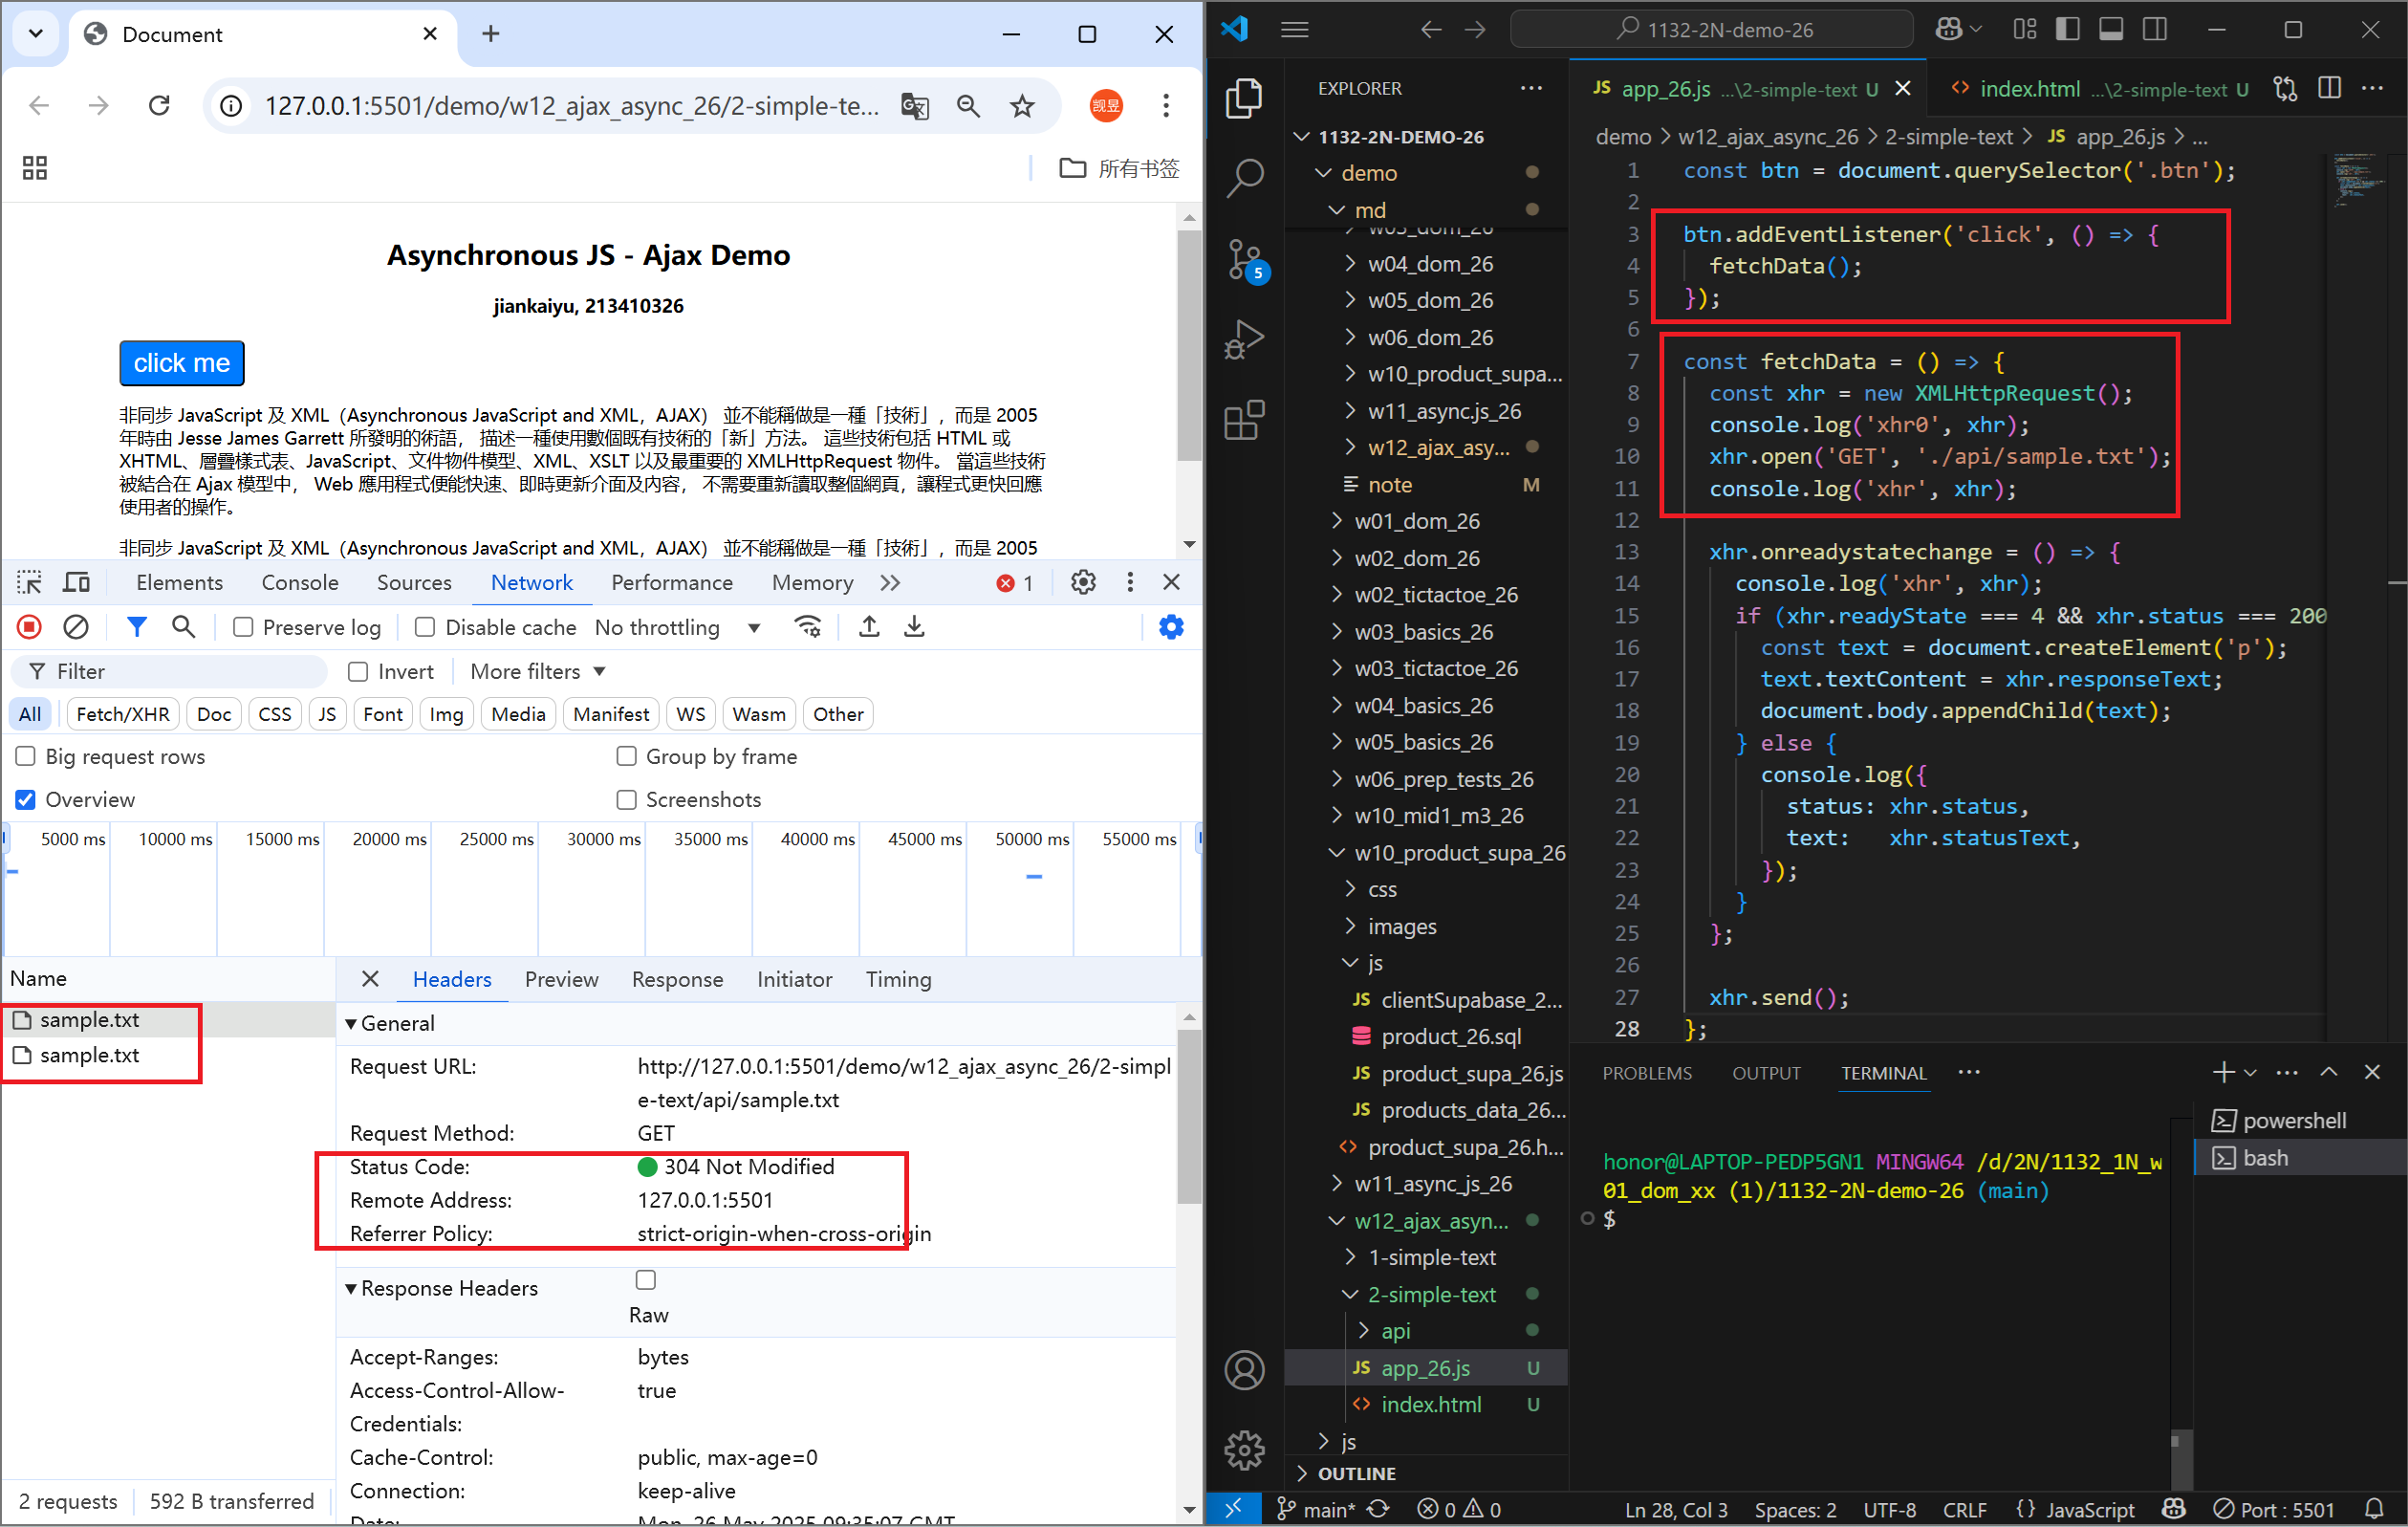 Document
127.0.0.1:5501/demo/w12_ajax_async_26/2-simple-te...
觊昱
所有书签
Asynchronous JS - Ajax Demo
jiankaiyu, 213410326
click me
非同步 JavaScript 及 XML（Asynchronous JavaScript and XML，AJAX） 並不能稱做是一種「技術」，而是 2005
年時由 Jesse James Garrett 所發明的術語， 描述一種使用數個既有技術的「新」方法。 這些技術包括 HTML 或
XHTML、層疊樣式表、JavaScript、文件物件模型、XML、XSLT 以及最重要的 XMLHttpRequest 物件。 當這些技術
被結合在 Ajax 模型中， Web 應用程式便能快速、即時更新介面及內容， 不需要重新讀取整個網頁，讓程式更快回應
使用者的操作。
非同步 JavaScript 及 XML（Asynchronous JavaScript and XML，AJAX） 並不能稱做是一種「技術」，而是 2005
Elements Console Sources Network Performance Memory 1
Preserve log Disable cache No throttling
Filter Invert More filters
All Fetch/XHR Doc CSS JS Font Img Media Manifest WS Wasm Other
Big request rows Group by frame
Overview Screenshots
5000 ms 10000 ms 15000 ms 20000 ms 25000 ms 30000 ms 35000 ms 40000 ms 45000 ms 50000 ms 55000 ms
Name
sample.txt
sample.txt
2 requests 592 B transferred
Headers Preview Response Initiator Timing
General
Request URL: http://127.0.0.1:5501/demo/w12_ajax_async_26/2-simpl
e-text/api/sample.txt
Request Method: GET
Status Code: 304 Not Modified
Remote Address: 127.0.0.1:5501
Referrer Policy: strict-origin-when-cross-origin
Response Headers
Raw
Accept-Ranges: bytes
Access-Control-Allow- true
Credentials:
Cache-Control: public, max-age=0
Connection: keep-alive
Date: Mon, 26 May 2025 09:35:07 GMT
1132-2N-demo-26
5
EXPLORER
1132-2N-DEMO-26
demo
md
w03_dom_26
w04_dom_26
w05_dom_26
w06_dom_26
w10_product_supa...
w11_async.js_26
w12_ajax_asy...
note M
w01_dom_26
w02_dom_26
w02_tictactoe_26
w03_basics_26
w03_tictactoe_26
w04_basics_26
w05_basics_26
w06_prep_tests_26
w10_mid1_m3_26
w10_product_supa_26
css
images
js
JS clientSupabase_2...
product_26.sql
JS product_supa_26.js
JS products_data_26...
product_supa_26.h...
w11_async_js_26
w12_ajax_asyn...
1-simple-text
2-simple-text
api
JS app_26.js U
index.html U
js
OUTLINE
JS app_26.js ...\2-simple-text U
index.html ...\2-simple-text U
demo > w12_ajax_async_26 > 2-simple-text > JS app_26.js > ...
1 const btn = document.querySelector('.btn');
2
3 btn.addEventListener('click', () => {
4 fetchData();
5 });
6
7 const fetchData = () => {
8 const xhr = new XMLHttpRequest();
9 console.log('xhr0', xhr);
10 xhr.open('GET', './api/sample.txt');
11 console.log('xhr', xhr);
12
13 xhr.onreadystatechange = () => {
14 console.log('xhr', xhr);
15 if (xhr.readyState === 4 && xhr.status === 200
16 const text = document.createElement('p');
17 text.textContent = xhr.responseText;
18 document.body.appendChild(text);
19 } else {
20 console.log({
21 status: xhr.status,
22 text: xhr.statusText,
23 });
24 }
25 };
26
27 xhr.send();
28 };
PROBLEMS OUTPUT TERMINAL
powershell
bash
honor@LAPTOP-PEDP5GN1 MINGW64 /d/2N/1132_1N_w
01_dom_xx (1)/1132-2N-demo-26 (main)
$
main* 0 0 Ln 28, Col 3 Spaces: 2 UTF-8 CRLF {} JavaScript Port : 5501